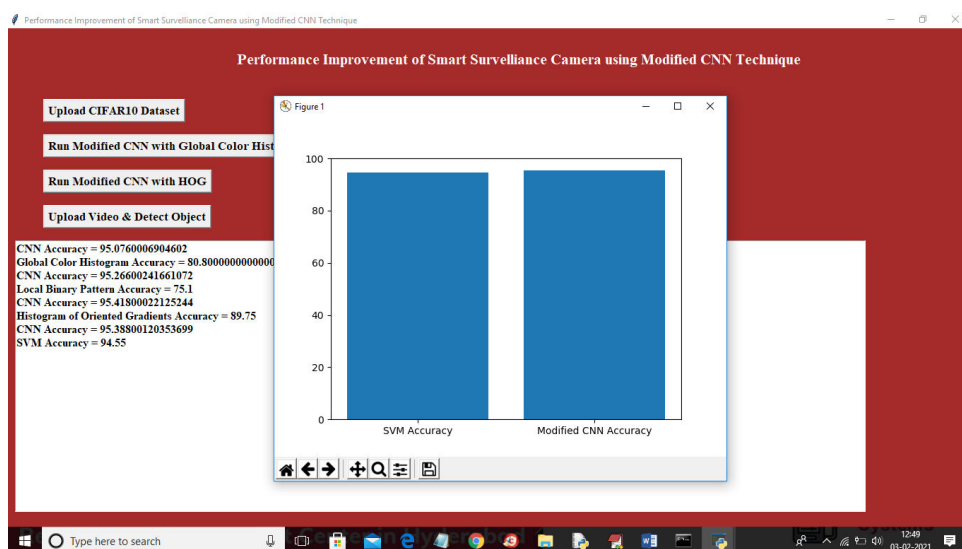 Performance Improvement of Smart Survelliance Camera using Modified CNN Technique
Performance Improvement of Smart Survelliance Camera using Modified CNN Technique
Upload CIFAR10 Dataset
Run Modified CNN with Global Color Hist
Run Modified CNN with HOG
Upload Video & Detect Object
CNN Accuracy = 95.0760006904602
Global Color Histogram Accuracy = 80.8000000000000
CNN Accuracy = 95.26600241661072
Local Binary Pattern Accuracy = 75.1
CNN Accuracy = 95.41800022125244
Histogram of Oriented Gradients Accuracy = 89.75
CNN Accuracy = 95.38800120353699
SVM Accuracy = 94.55
Figure 1
100
80
60
40
20
0
SVM Accuracy
Modified CNN Accuracy
Type here to search
12:49
03-02-2021